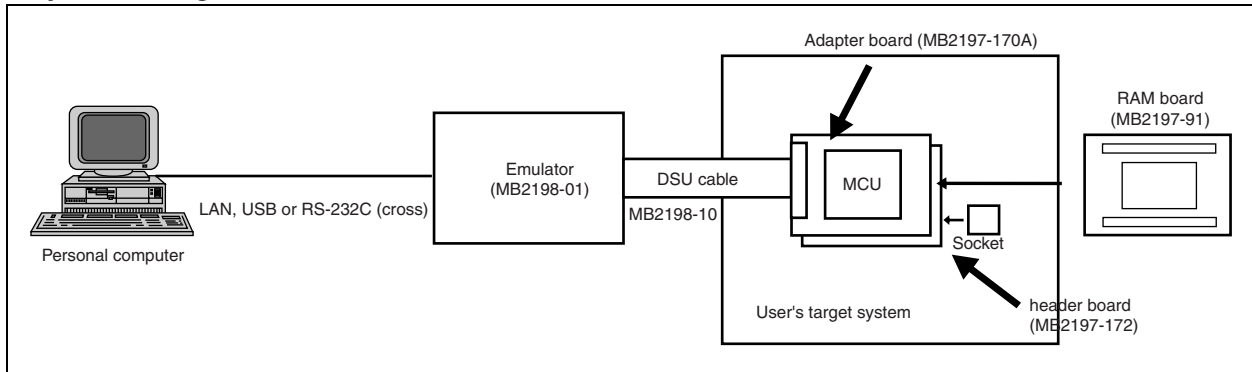 Adapter board (MB2197-170A)
RAM board
(MB2197-91)
Emulator
(MB2198-01)
DSU cable
MCU
LAN, USB or RS-232C (cross)
MB2198-10
Socket
Personal computer
User's target system
header board
(MB2197-172)